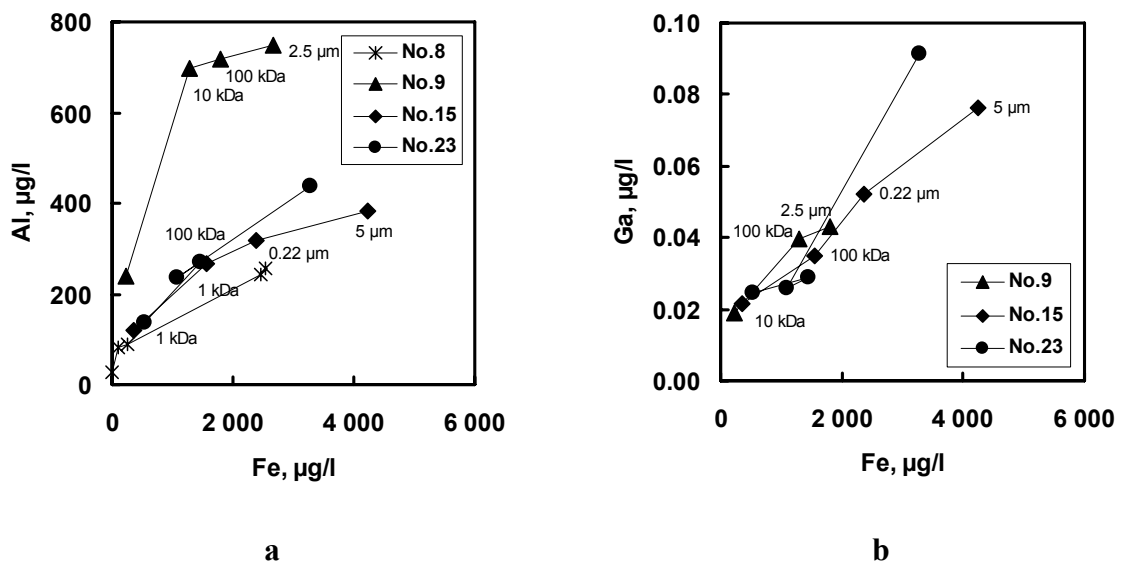 800
600
400
200
0
Al, µg/l
0 2 000 4 000 6 000
Fe, µg/l
No.8
No.9
No.15
No.23
2.5 µm
100 kDa
10 kDa
100 kDa
0.22 µm
5 µm
1 kDa
1 kDa
a
0.10
0.08
0.06
0.04
0.02
0.00
Ga, µg/l
0 2 000 4 000 6 000
Fe, µg/l
5 µm
2.5 µm
0.22 µm
100 kDa
100 kDa
10 kDa
No.9
No.15
No.23
b